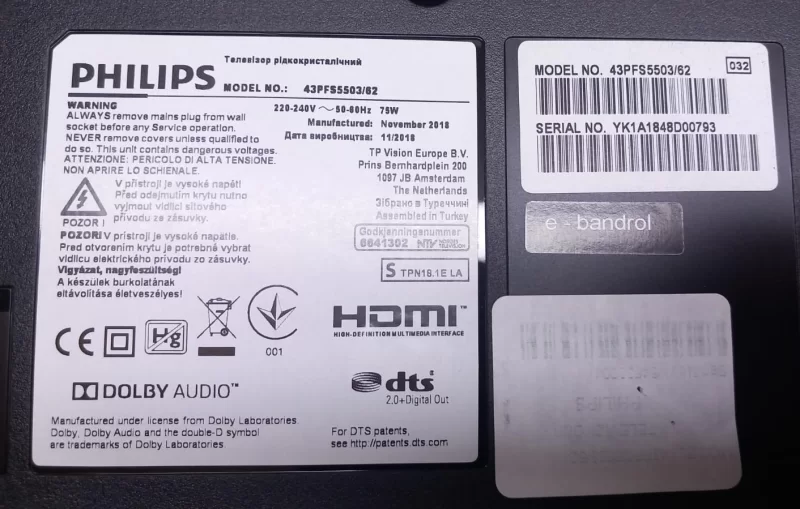 Телевізор рідкокристалічний
PHILIPS MODEL NO.: 43PFS5503/62
WARNING
ALWAYS remove mains plug from wall
socket before any Service operation.
NEVER remove covers unless qualified to
do so. This unit contains dangerous voltages.
ATTENZIONE: PERICOLO DI ALTA TENSIONE.
NON APRIRE LO SCHIENALE.
V přístroji je vysoké napětí
Před odejmutím krytu nutno
vyjmout vidlici síťového
přívodu ze zásuvky.
POZOR !
POZOR! V prístroji je vysoké napätie.
Pred otvorením krytu je potrebné vybrat
vidlicu elektrického prívodu zo zásuvky.
Vigyázat, nagyfeszültség!
A készülek burkolatának
eltávolítása életveszélyes!
220-240V ~ 50-60Hz 75W
Manufactured: November 2018
Дата виробництва: 11/2018
TP Vision Europe B.V.
Prins Bernhardplein 200
1097 JB Amsterdam
The Netherlands
Зібрано в Туреччині
Assembled in Turkey
Godkjenningsnummer
6641302 NTV
S TPN18.1E LA
CE
Hg
001
HDMI™
HIGH-DEFINITION MULTIMEDIA INTERFACE
DOLBY AUDIO™
dts
2.0+Digital Out
Manufactured under license from Dolby Laboratories.
Dolby, Dolby Audio and the double-D symbol
are trademarks of Dolby Laboratories.
For DTS patents,
see http://patents.dts.com
MODEL NO. 43PFS5503/62
032
SERIAL NO. YK1A1848D00793
e - bandrol